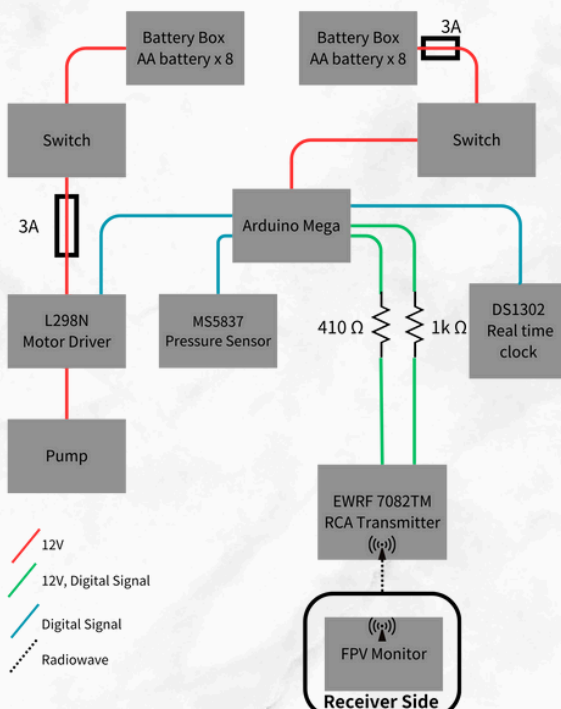 Battery Box
AA battery x 8
Battery Box
AA battery x 8
3A
Switch
Switch
3A
Arduino Mega
L298N
Motor Driver
MS5837
Pressure Sensor
410 Ω
1k Ω
DS1302
Real time
clock
Pump
EWRF 7082TM
RCA Transmitter
12V
12V, Digital Signal
Digital Signal
Radiowave
FPV Monitor
Receiver Side